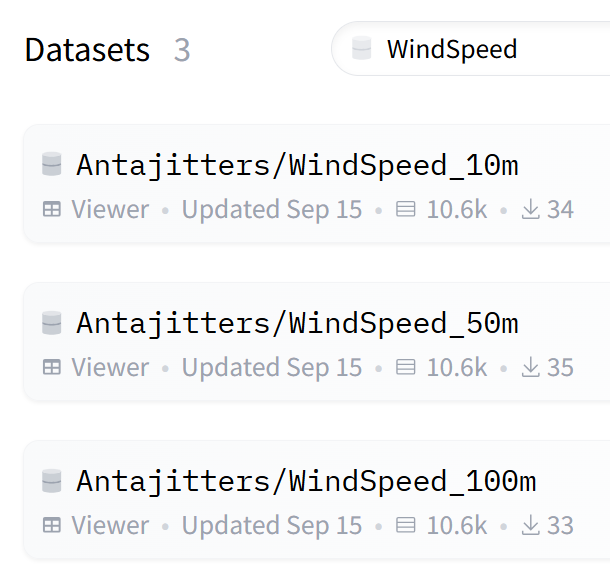 Datasets 3
WindSpeed
Antajitters/WindSpeed_10m
Viewer • Updated Sep 15 • 10.6k • 34
Antajitters/WindSpeed_50m
Viewer • Updated Sep 15 • 10.6k • 35
Antajitters/WindSpeed_100m
Viewer • Updated Sep 15 • 10.6k • 33